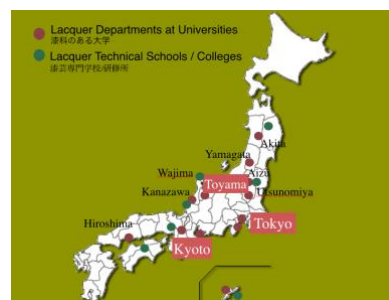 Lacquer Departments at Universities
漆科のある大学
Lacquer Technical Schools / Colleges
漆芸専門学校/研修所
Akita
Yamagata
Wajima
Aizu
Toyama
Kanazawa
Utsunomiya
Hiroshima
Tokyo
Kyoto